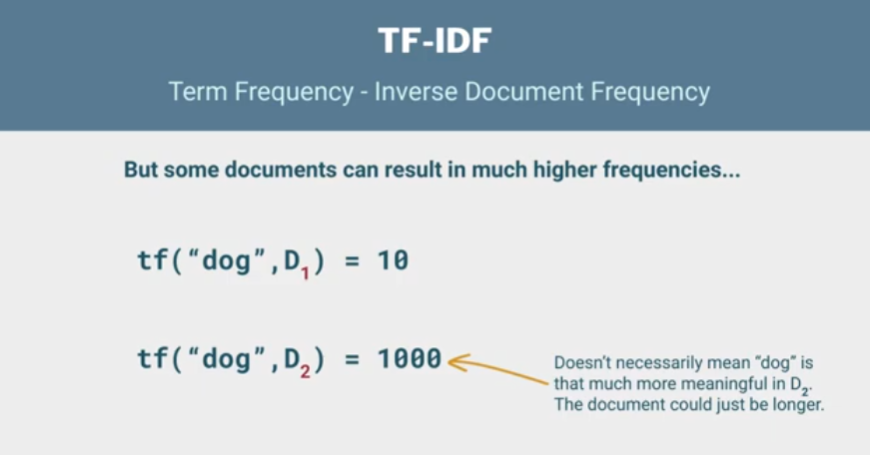 TF-IDF
Term Frequency - Inverse Document Frequency
But some documents can result in much higher frequencies...
tf(“dog”,D₁) = 10
tf(“dog”,D₂) = 1000
Doesn't necessarily mean “dog” is
that much more meaningful in D₂.
The document could just be longer.